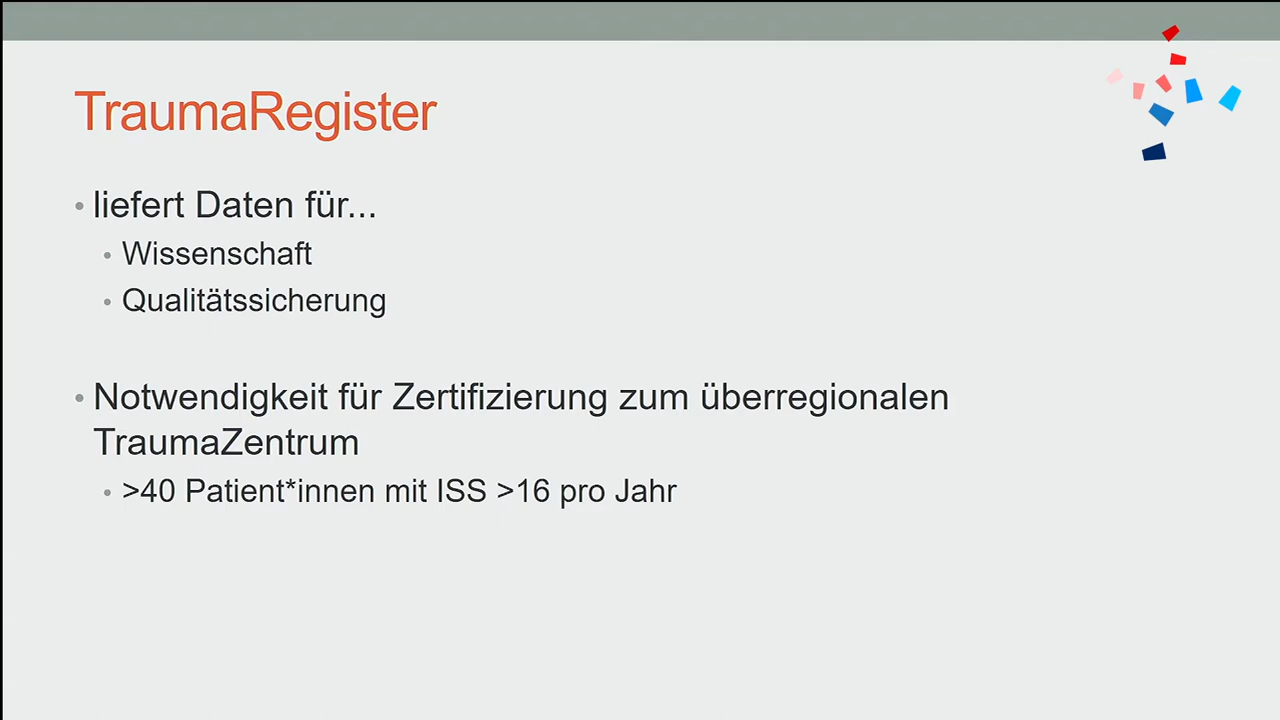 TraumaRegister
• liefert Daten für...
• Wissenschaft
• Qualitätssicherung
• Notwendigkeit für Zertifizierung zum überregionalen
TraumaZentrum
• >40 Patient*innen mit ISS >16 pro Jahr